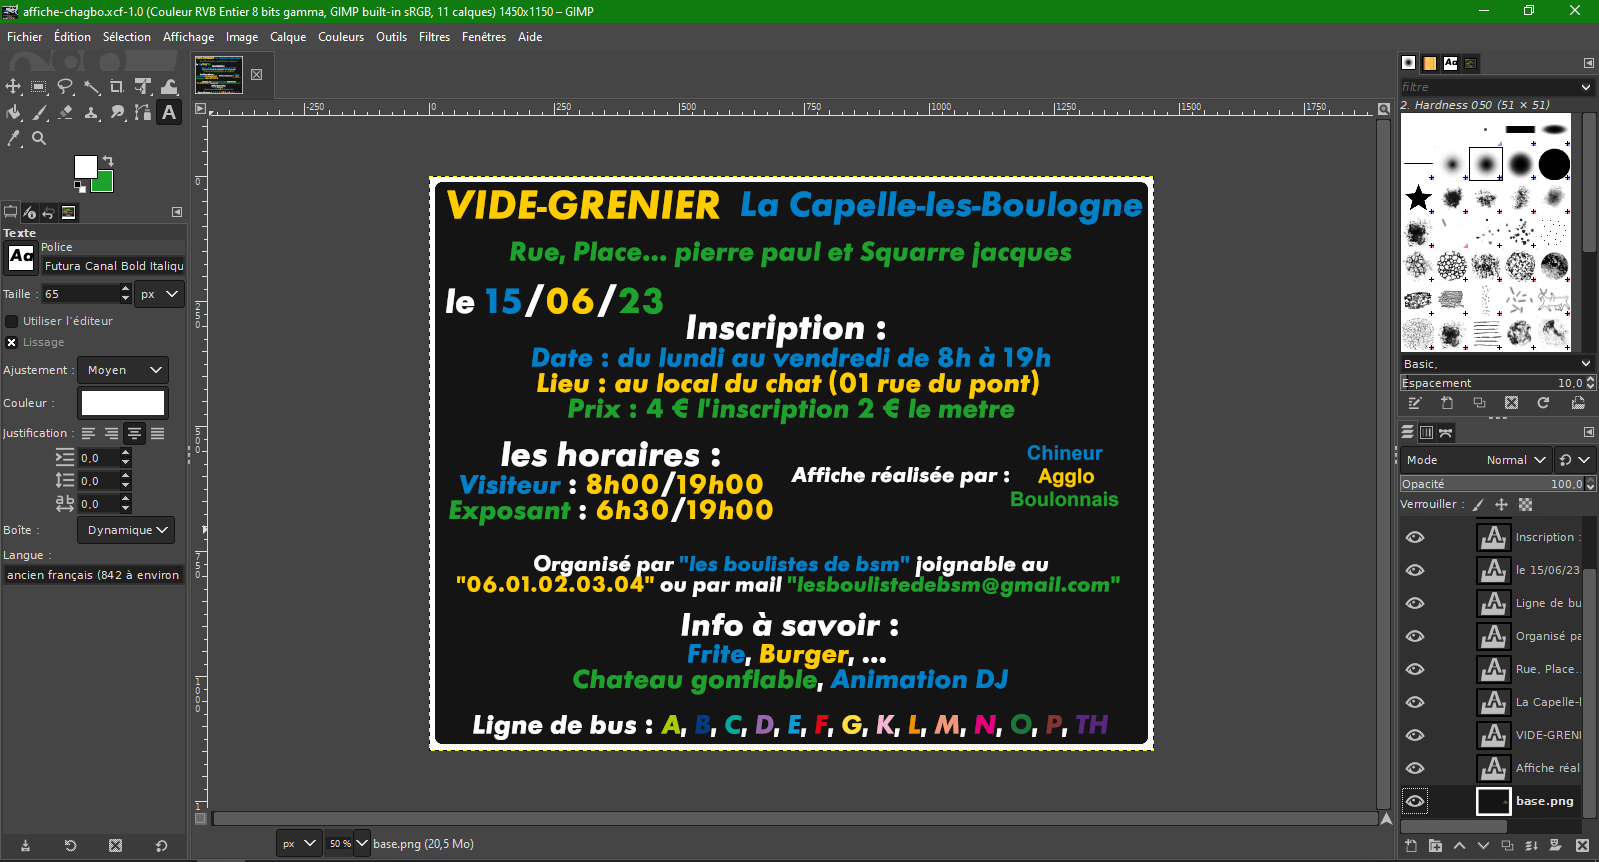 affiche-chagbo.xcf-1.0 (Couleur RVB Entier 8 bits gamma, GIMP built-in sRGB, 11 calques) 1450x1150 – GIMP
Fichier Édition Sélection Affichage Image Calque Couleurs Outils Filtres Fenêtres Aide
filtre
2. Hardness 050 (51 × 51)
-250 0 250 500 750 1000 1250 1500 1750
Texte
Police
Aa Futura Canal Bold Italiqu
Taille : 65 px
Utiliser l'éditeur
Lissage
Ajustement : Moyen
Couleur :
Justification :
0,0
0,0
0,0
Boîte : Dynamique
Langue :
ancien français (842 à environ
VIDE-GRENIER La Capelle-les-Boulogne
Rue, Place... pierre paul et Squarre jacques
le 15/06/23
Inscription :
Date : du lundi au vendredi de 8h à 19h
Lieu : au local du chat (01 rue du pont)
Prix : 4 € l'inscription 2 € le metre
les horaires :
Visiteur : 8h00/19h00
Exposant : 6h30/19h00
Affiche réalisée par :
Chineur
Agglo
Boulonnais
Organisé par "les boulistes de bsm" joignable au
"06.01.02.03.04" ou par mail "lesboulistedebsm@gmail.com"
Info à savoir :
Frite, Burger, ...
Chateau gonflable, Animation DJ
Ligne de bus : A, B, C, D, E, F, G, K, L, M, N, O, P, TH
px 50 % base.png (20,5 Mo)
Basic,
Espacement 10,0
Mode Normal
Opacité 100,0
Verrouiller :
Inscription :
le 15/06/23
Ligne de bu
Organisé pa
Rue, Place...
La Capelle-l
VIDE-GRENI
Affiche réal
base.png